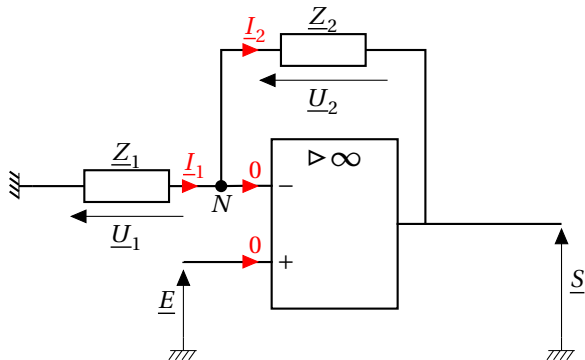 I₂ Z₂
U₂
Z₁ I₁ 0 ▷∞
N −
U₁ 0
E +
S